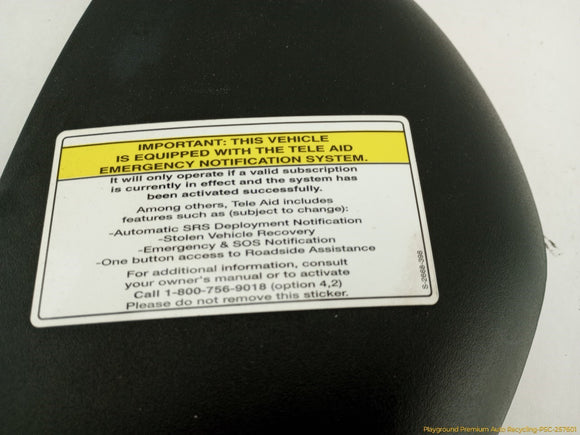 IMPORTANT: THIS VEHICLE
IS EQUIPPED WITH THE TELE AID
EMERGENCY NOTIFICATION SYSTEM.
It will only operate if a valid subscription
is currently in effect and the system has
been activated successfully.
Among others, Tele Aid includes
features such as (subject to change):
-Automatic SRS Deployment Notification
-Stolen Vehicle Recovery
-Emergency & SOS Notification
-One button access to Roadside Assistance
For additional information, consult
your owner's manual or to activate
Call 1-800-756-9018 (option 4,2)
Please do not remove this sticker.
S-2688-398
Playground Premium Auto Recycling-PSC-257601